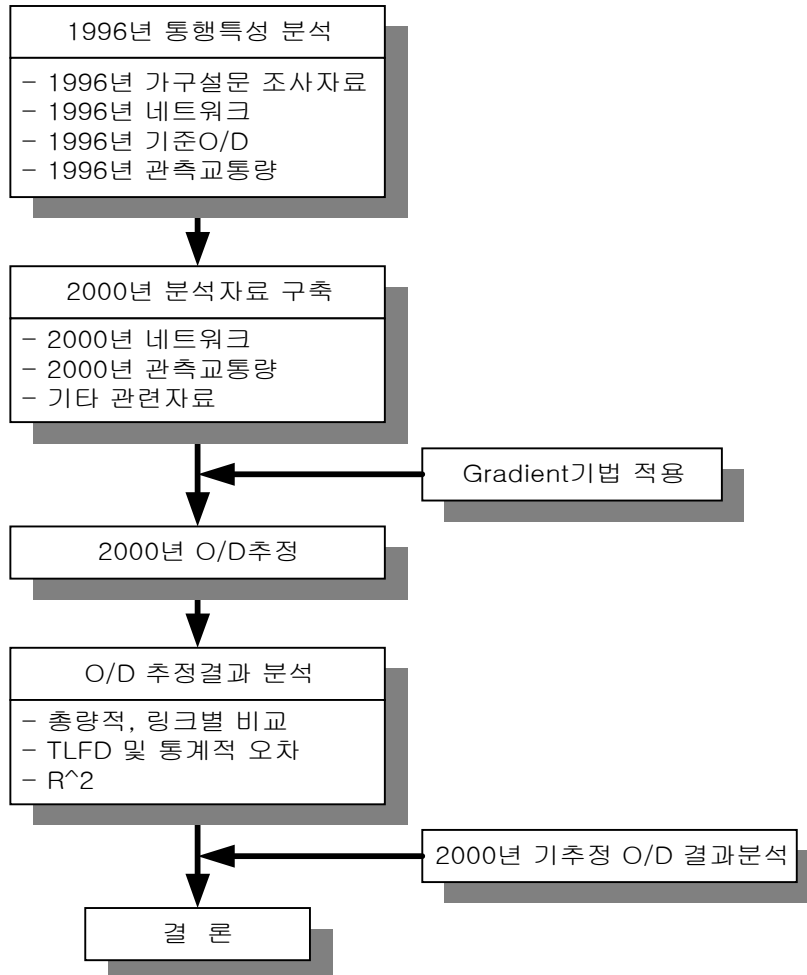 1996년 통행특성 분석
- 1996년 가구설문 조사자료
- 1996년 네트워크
- 1996년 기준O/D
- 1996년 관측교통량
2000년 분석자료 구축
- 2000년 네트워크
- 2000년 관측교통량
- 기타 관련자료
Gradient기법 적용
2000년 O/D추정
O/D 추정결과 분석
- 총량적, 링크별 비교
- TLFD 및 통계적 오차
- R^2
2000년 기추정 O/D 결과분석
결 론